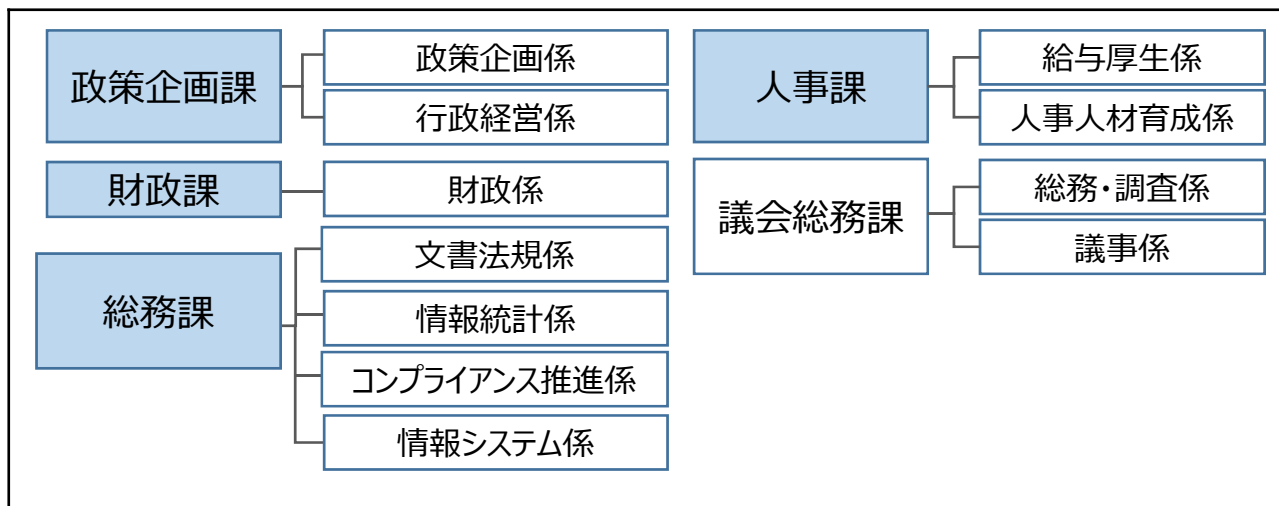 政策企画課
政策企画係
行政経営係
財政課
財政係
総務課
文書法規係
情報統計係
コンプライアンス推進係
情報システム係
人事課
給与厚生係
人事人材育成係
議会総務課
総務・調査係
議事係